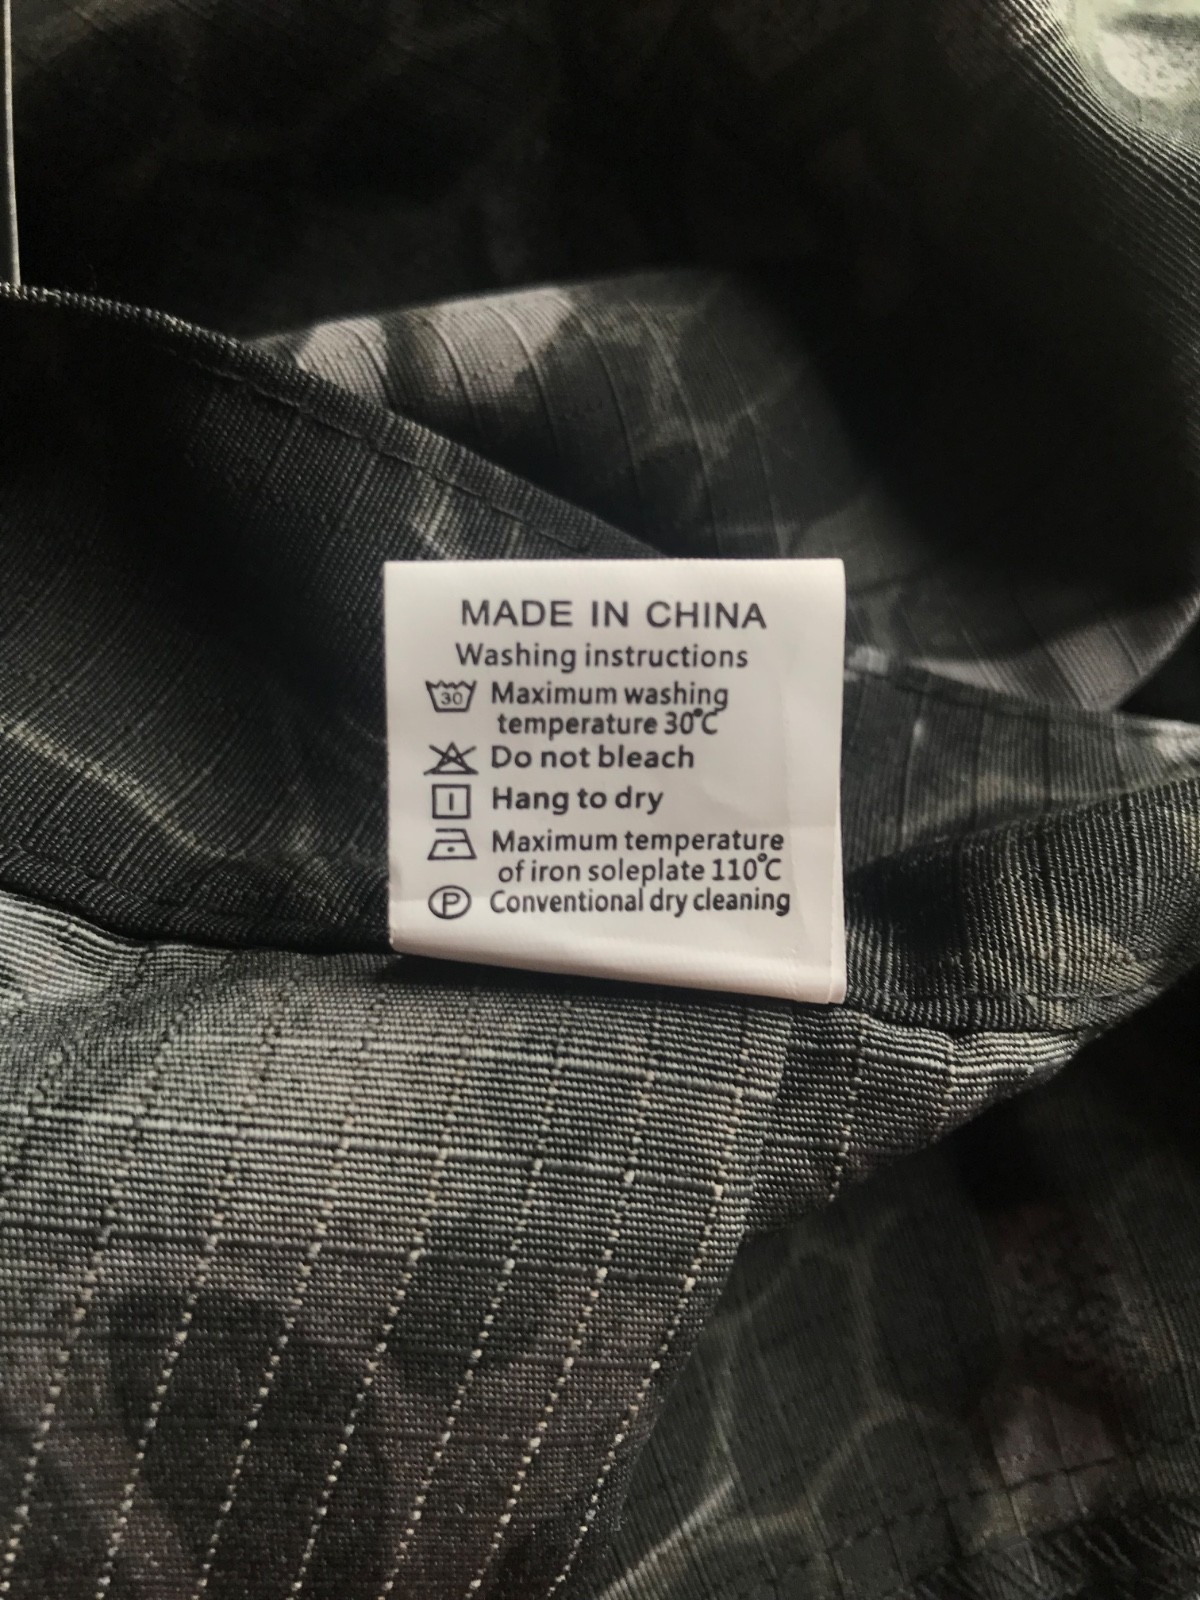 MADE IN CHINA
Washing instructions
30 Maximum washing
temperature 30°C
Do not bleach
Hang to dry
Maximum temperature
of iron soleplate 110°C
P Conventional dry cleaning